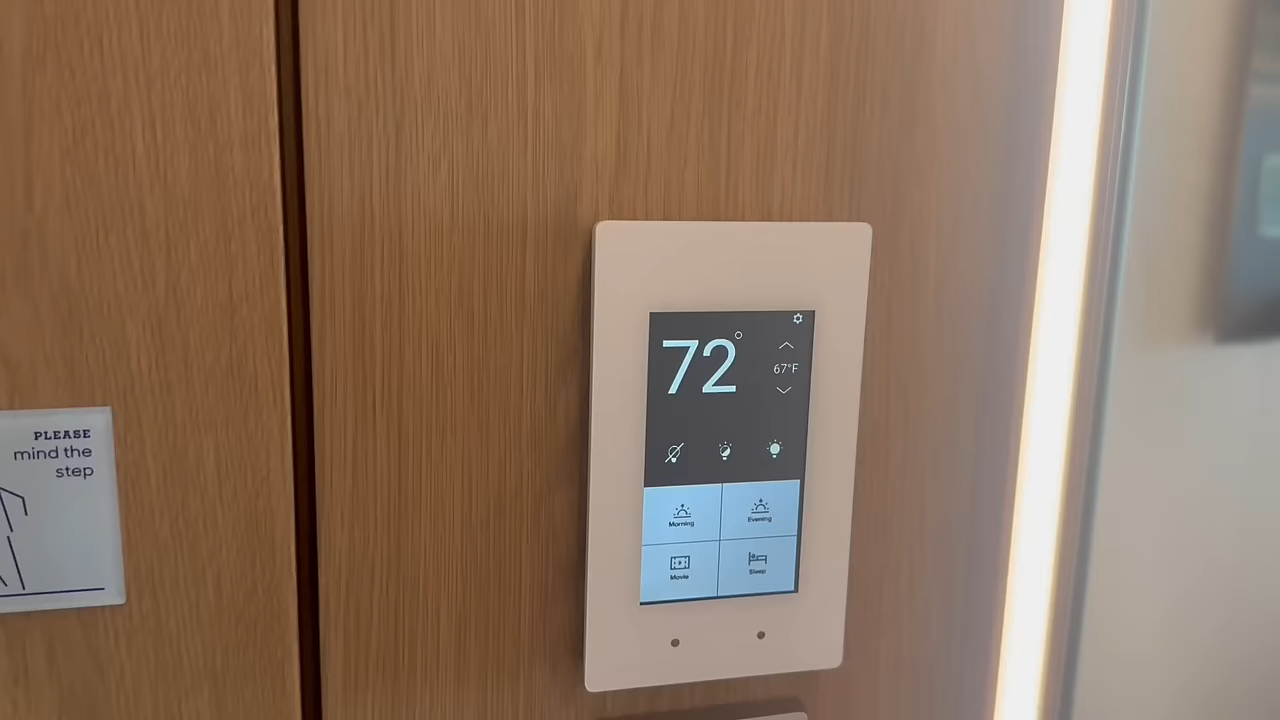 PLEASE
mind the
step
72°
67°F
Morning
Evening
Movie
Sleep